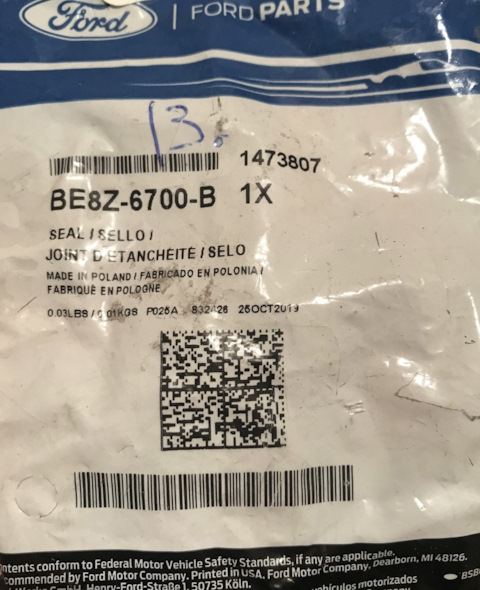 Ford | FORD PARTS
13.
1473807
BE8Z-6700-B 1X
SEAL / SELLO /
JOINT D'ETANCHEITE / SELO
MADE IN POLAND / FABRICADO EN POLONIA /
FABRIQUE EN POLOGNE
0.03LBS / 0.01KGS P025A 832426 25OCT2019
ntents conform to Federal Motor Vehicle Safety Standards, if any are applicable.
commended by Ford Motor Company. Printed in USA. Ford Motor Company, Dearborn, MI 48126.
GmbH, Henry-Ford-Straße 1, 50735 Köln.
vehículos motorizados